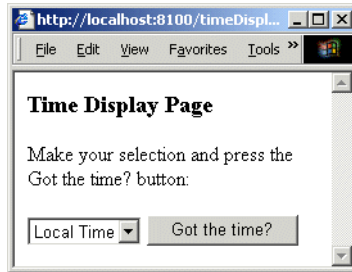 http://localhost:8100/timeDispl...
File Edit View Favorites Tools »
Time Display Page
Make your selection and press the
Got the time? button:
Local Time Got the time?